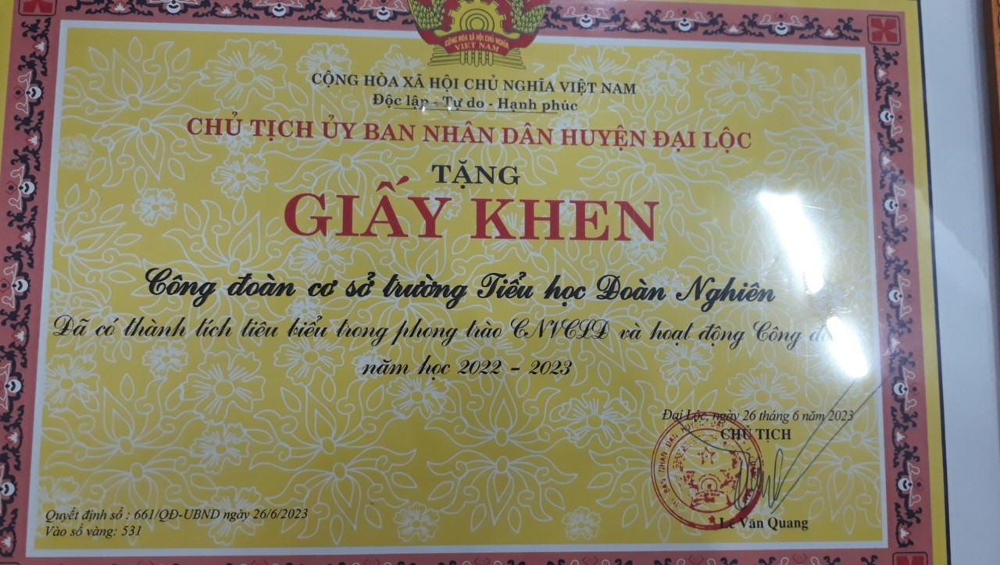 CỘNG HÒA XÃ HỘI CHỦ NGHĨA
VIỆT NAM
CỘNG HÒA XÃ HỘI CHỦ NGHĨA VIỆT NAM
Độc lập - Tự do - Hạnh phúc
CHỦ TỊCH ỦY BAN NHÂN DÂN HUYỆN ĐẠI LỘC
TẶNG
GIẤY KHEN
Công đoàn cơ sở trường Tiểu học Đoàn Nghiên
Đã có thành tích tiêu biểu trong phong trào CNVCLĐ và hoạt động Công
năm học 2022 - 2023
Đại Lộc, ngày 26 tháng 6 năm 2023
CHỦ TỊCH
Lê Văn Quang
Quyết định số : 661/QĐ-UBND ngày 26/6/2023
Vào số vàng: 531